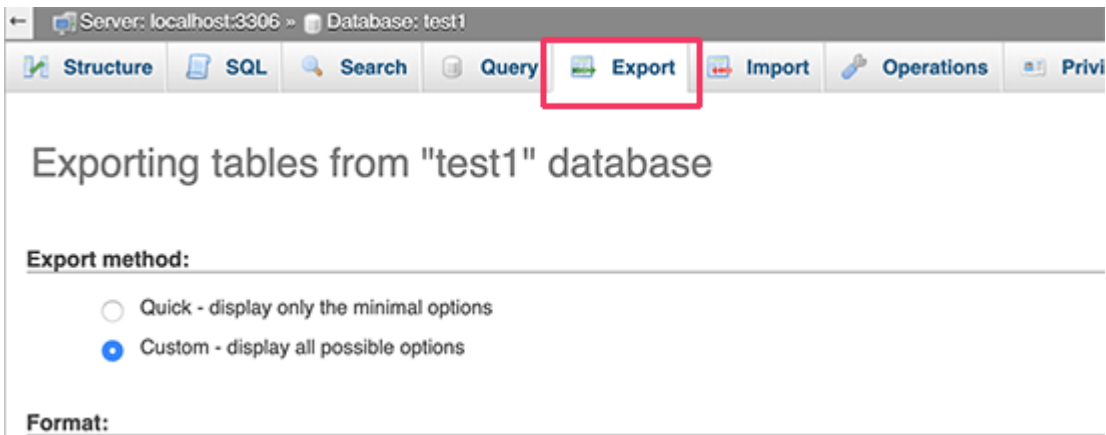 ← Server: localhost:3306 » Database: test1
Structure SQL Search Query Export Import Operations Privi
Exporting tables from "test1" database
Export method:
Quick - display only the minimal options
Custom - display all possible options
Format: